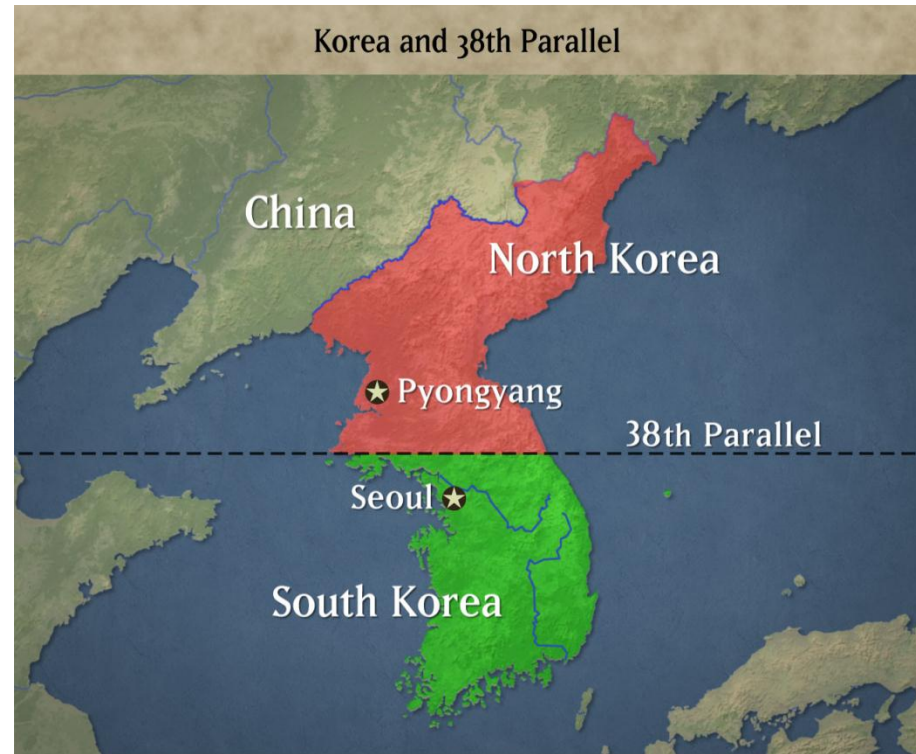 Korea and 38th Parallel
China
North Korea
Pyongyang
38th Parallel
Seoul
South Korea